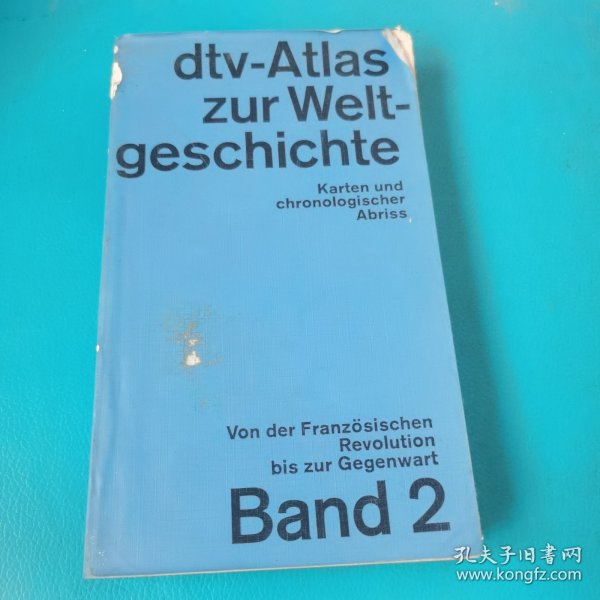 dtv-Atlas
zur Welt-
geschichte
Karten und
chronologischer
Abriss
Von der Französischen
Revolution
bis zur Gegenwart
Band 2
孔夫子旧书网
www.kongfz.com